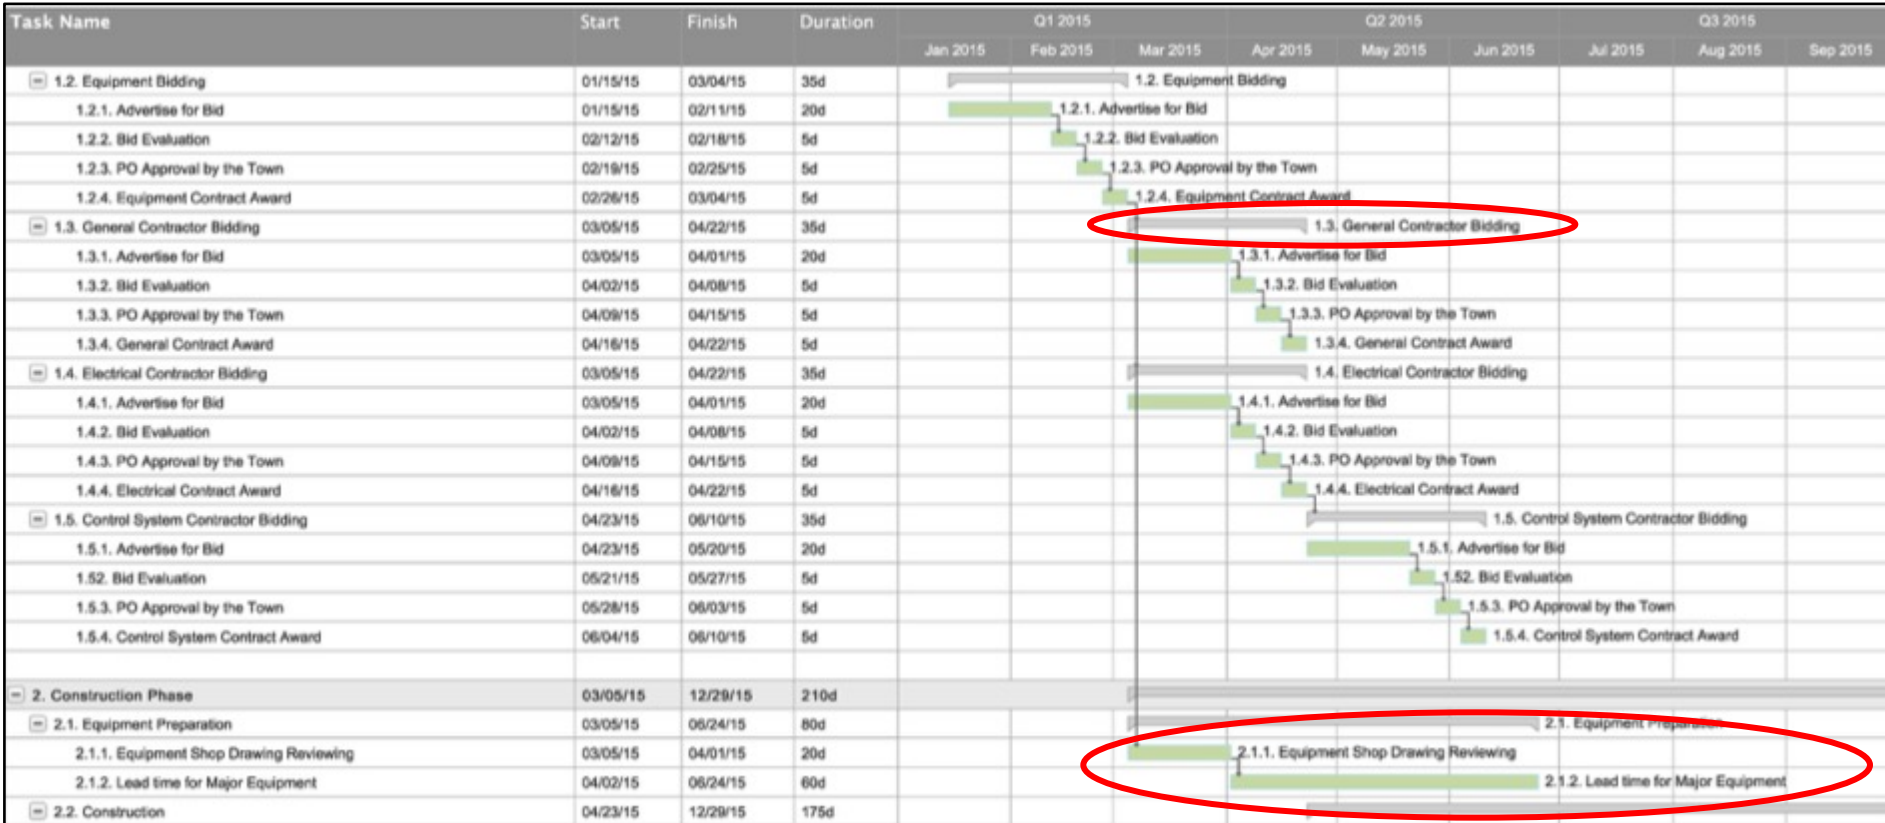 Task Name Start Finish Duration Q1 2015 Q2 2015 Q3 2015
Jan 2015 Feb 2015 Mar 2015 Apr 2015 May 2015 Jun 2015 Jul 2015 Aug 2015 Sep 2015
1.2. Equipment Bidding 01/15/15 03/04/15 35d 1.2. Equipment Bidding
1.2.1. Advertise for Bid 01/15/15 02/11/15 20d 1.2.1. Advertise for Bid
1.2.2. Bid Evaluation 02/12/15 02/18/15 5d 1.2.2. Bid Evaluation
1.2.3. PO Approval by the Town 02/19/15 02/25/15 5d 1.2.3. PO Approval by the Town
1.2.4. Equipment Contract Award 02/26/15 03/04/15 5d 1.2.4. Equipment Contract Award
1.3. General Contractor Bidding 03/05/15 04/22/15 35d 1.3. General Contractor Bidding
1.3.1. Advertise for Bid 03/05/15 04/01/15 20d 1.3.1. Advertise for Bid
1.3.2. Bid Evaluation 04/02/15 04/08/15 5d 1.3.2. Bid Evaluation
1.3.3. PO Approval by the Town 04/09/15 04/15/15 5d 1.3.3. PO Approval by the Town
1.3.4. General Contract Award 04/16/15 04/22/15 5d 1.3.4. General Contract Award
1.4. Electrical Contractor Bidding 03/05/15 04/22/15 35d 1.4. Electrical Contractor Bidding
1.4.1. Advertise for Bid 03/05/15 04/01/15 20d 1.4.1. Advertise for Bid
1.4.2. Bid Evaluation 04/02/15 04/08/15 5d 1.4.2. Bid Evaluation
1.4.3. PO Approval by the Town 04/09/15 04/15/15 5d 1.4.3. PO Approval by the Town
1.4.4. Electrical Contract Award 04/16/15 04/22/15 5d 1.4.4. Electrical Contract Award
1.5. Control System Contractor Bidding 04/23/15 06/10/15 35d 1.5. Control System Contractor Bidding
1.5.1. Advertise for Bid 04/23/15 05/20/15 20d 1.5.1. Advertise for Bid
1.52. Bid Evaluation 05/21/15 05/27/15 5d 1.52. Bid Evaluation
1.5.3. PO Approval by the Town 05/28/15 06/03/15 5d 1.5.3. PO Approval by the Town
1.5.4. Control System Contract Award 06/04/15 06/10/15 5d 1.5.4. Control System Contract Award
2. Construction Phase 03/05/15 12/29/15 210d
2.1. Equipment Preparation 03/05/15 06/24/15 80d 2.1. Equipment Preparation
2.1.1. Equipment Shop Drawing Reviewing 03/05/15 04/01/15 20d 2.1.1. Equipment Shop Drawing Reviewing
2.1.2. Lead time for Major Equipment 04/02/15 06/24/15 60d 2.1.2. Lead time for Major Equipment
2.2. Construction 04/23/15 12/29/15 175d